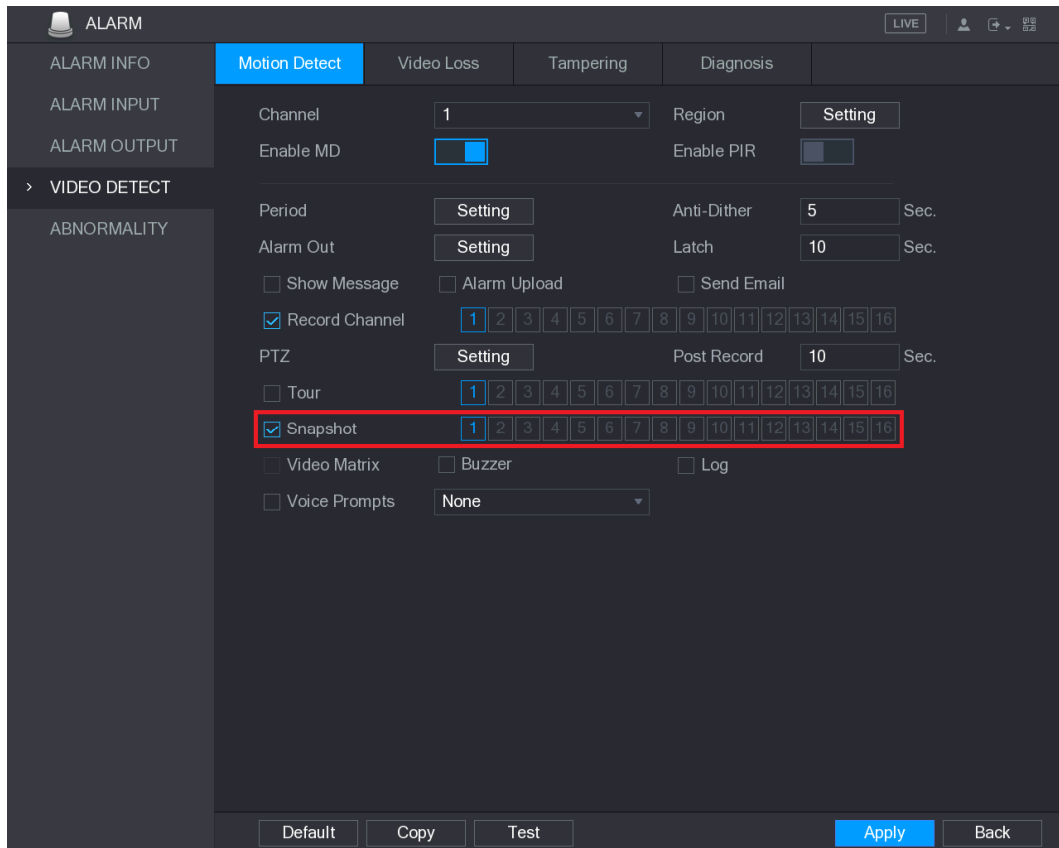 ALARM LIVE
ALARM INFO Motion Detect Video Loss Tampering Diagnosis
ALARM INPUT Channel 1 Region Setting
ALARM OUTPUT Enable MD Enable PIR
> VIDEO DETECT
Period Setting Anti-Dither 5 Sec.
ABNORMALITY
Alarm Out Setting Latch 10 Sec.
Show Message Alarm Upload Send Email
Record Channel 1 2 3 4 5 6 7 8 9 10 11 12 13 14 15 16
PTZ Setting Post Record 10 Sec.
Tour 1 2 3 4 5 6 7 8 9 10 11 12 13 14 15 16
Snapshot 1 2 3 4 5 6 7 8 9 10 11 12 13 14 15 16
Video Matrix Buzzer Log
Voice Prompts None
Default Copy Test Apply Back